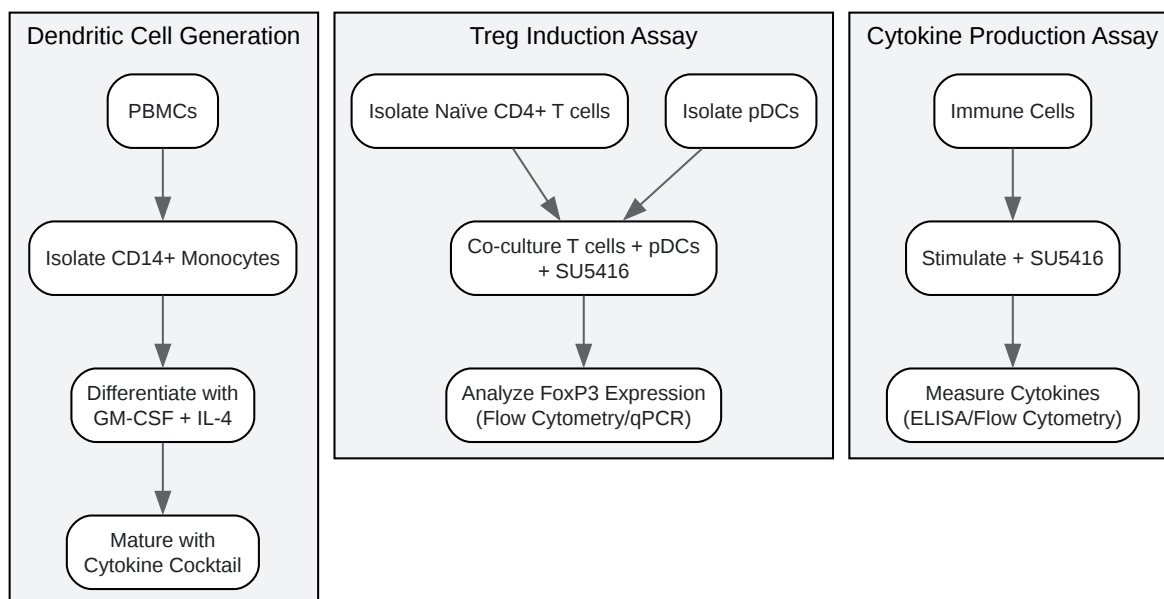 Dendritic Cell Generation
PBMCs
Isolate CD14+ Monocytes
Differentiate with
GM-CSF + IL-4
Mature with
Cytokine Cocktail
Treg Induction Assay
Isolate Naïve CD4+ T cells
Isolate pDCs
Co-culture T cells + pDCs
+ SU5416
Analyze FoxP3 Expression
(Flow Cytometry/qPCR)
Cytokine Production Assay
Immune Cells
Stimulate + SU5416
Measure Cytokines
(ELISA/Flow Cytometry)